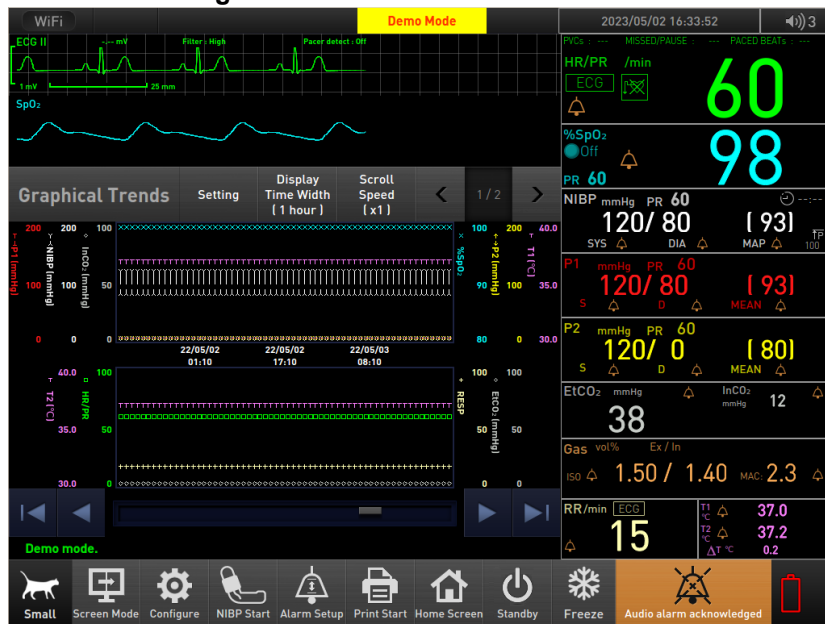 WiFi
Demo Mode
2023/05/02 16:33:52
3
ECG II
-.-- mV
Filter : High
Pacer detect : Off
1 mV
25 mm
SpO₂
PVCs : ---
MISSED/PAUSE : ---
PACED BEATs : ---
HR/PR /min
ECG
60
%SpO₂
Off
98
PR 60
Graphical Trends
Setting
Display
Time Width
( 1 hour )
Scroll
Speed
( x1 )
1 / 2
NIBP mmHg PR 60
--:--
120/ 80 ( 93)
SYS DIA MAP
100
P1 mmHg PR 60
120/ 80 ( 93)
S D MEAN
P2 mmHg PR 60
120/ 0 ( 80)
S D MEAN
EtCO₂ mmHg
38
InCO₂
mmHg
12
Gas vol% Ex / In
ISO 1.50 / 1.40 MAC: 2.3
RR/min ECG
15
T1 °C 37.0
T2 °C 37.2
ΔT °C 0.2
200 200 100
P1 (mmHg)
NIBP (mmHg)
InCO₂ (mmHg)
100 100 50
0 0 0
100 200 40.0
%SpO₂
P2 (mmHg)
T1 (°C)
90 100 35.0
80 0 30.0
22/05/02 22/05/02 22/05/03
01:10 17:10 08:10
40.0 100
T2 (°C)
HR/PR
35.0 50
30.0 0
100 100
RESP
EtCO₂ (mmHg)
50 50
0 0
Demo mode.
Small
Screen Mode
Configure
NIBP Start
Alarm Setup
Print Start
Home Screen
Standby
Freeze
Audio alarm acknowledged